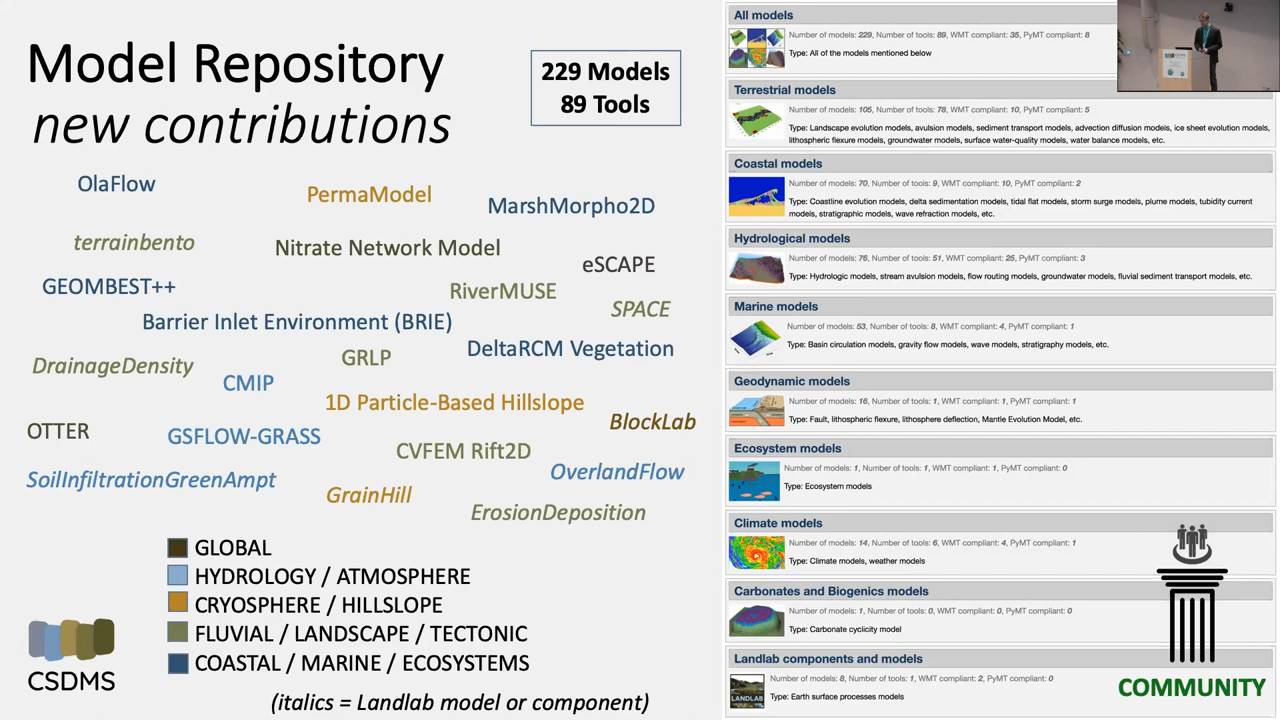 Model Repository
new contributions
229 Models
89 Tools
OlaFlow
PermaModel
MarshMorpho2D
terrainbento
Nitrate Network Model
eSCAPE
GEOMBEST++
RiverMUSE
SPACE
Barrier Inlet Environment (BRIE)
DeltaRCM Vegetation
DrainageDensity
GRLP
CMIP
1D Particle-Based Hillslope
BlockLab
OTTER
GSFLOW-GRASS
CVFEM Rift2D
OverlandFlow
SoilInfiltrationGreenAmpt
GrainHill
ErosionDeposition
GLOBAL
HYDROLOGY / ATMOSPHERE
CRYOSPHERE / HILLSLOPE
FLUVIAL / LANDSCAPE / TECTONIC
COASTAL / MARINE / ECOSYSTEMS
CSDMS
(italics = Landlab model or component)
All models
Number of models: 229, Number of tools: 89, WMT compliant: 35, PyMT compliant: 8
Type: All of the models mentioned below
Terrestrial models
Number of models: 105, Number of tools: 78, WMT compliant: 10, PyMT compliant: 5
Type: Landscape evolution models, avulsion models, sediment transport models, advection diffusion models, ice sheet evolution models,
lithospheric flexure models, groundwater models, surface water-quality models, water balance models, etc.
Coastal models
Number of models: 70, Number of tools: 9, WMT compliant: 10, PyMT compliant: 2
Type: Coastline evolution models, delta sedimentation models, tidal flat models, storm surge models, plume models, tubidity current
models, stratigraphic models, wave refraction models, etc.
Hydrological models
Number of models: 76, Number of tools: 51, WMT compliant: 25, PyMT compliant: 3
Type: Hydrologic models, stream avulsion models, flow routing models, groundwater models, fluvial sediment transport models, etc.
Marine models
Number of models: 53, Number of tools: 8, WMT compliant: 4, PyMT compliant: 1
Type: Basin circulation models, gravity flow models, wave models, stratigraphy models, etc.
Geodynamic models
Number of models: 16, Number of tools: 1, WMT compliant: 1, PyMT compliant: 1
Type: Fault, lithospheric flexure, lithosphere deflection, Mantle Evolution Model, etc.
Ecosystem models
Number of models: 1, Number of tools: 1, WMT compliant: 1, PyMT compliant: 0
Type: Ecosystem models
Climate models
Number of models: 14, Number of tools: 6, WMT compliant: 4, PyMT compliant: 1
Type: Climate models, weather models
Carbonates and Biogenics models
Number of models: 1, Number of tools: 0, WMT compliant: 0, PyMT compliant: 0
Type: Carbonate cyclicity model
Landlab components and models
Number of models: 8, Number of tools: 1, WMT compliant: 2, PyMT compliant: 0
Type: Earth surface processes models
LANDLAB
COMMUNITY